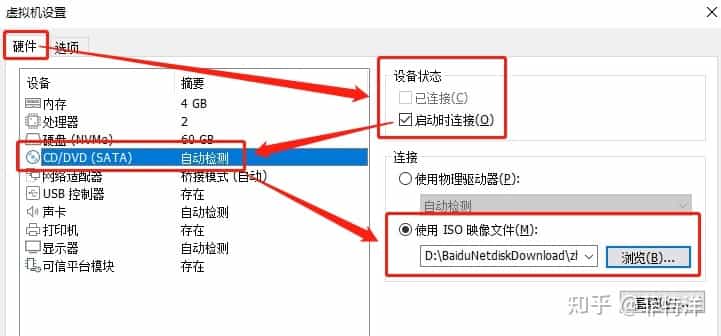 虚拟机设置
硬件 选项
设备 摘要
内存 4 GB
处理器 2
硬盘 (NVMe) 60 GB
CD/DVD (SATA) 自动检测
网络适配器 桥接模式 (自动)
USB 控制器 存在
声卡 自动检测
打印机 存在
显示器 自动检测
可信平台模块 存在
设备状态
已连接(C)
启动时连接(O)
连接
使用物理驱动器(P):
自动检测
使用 ISO 映像文件(M):
D:\BaiduNetdiskDownload\zh
浏览(B)...
知乎